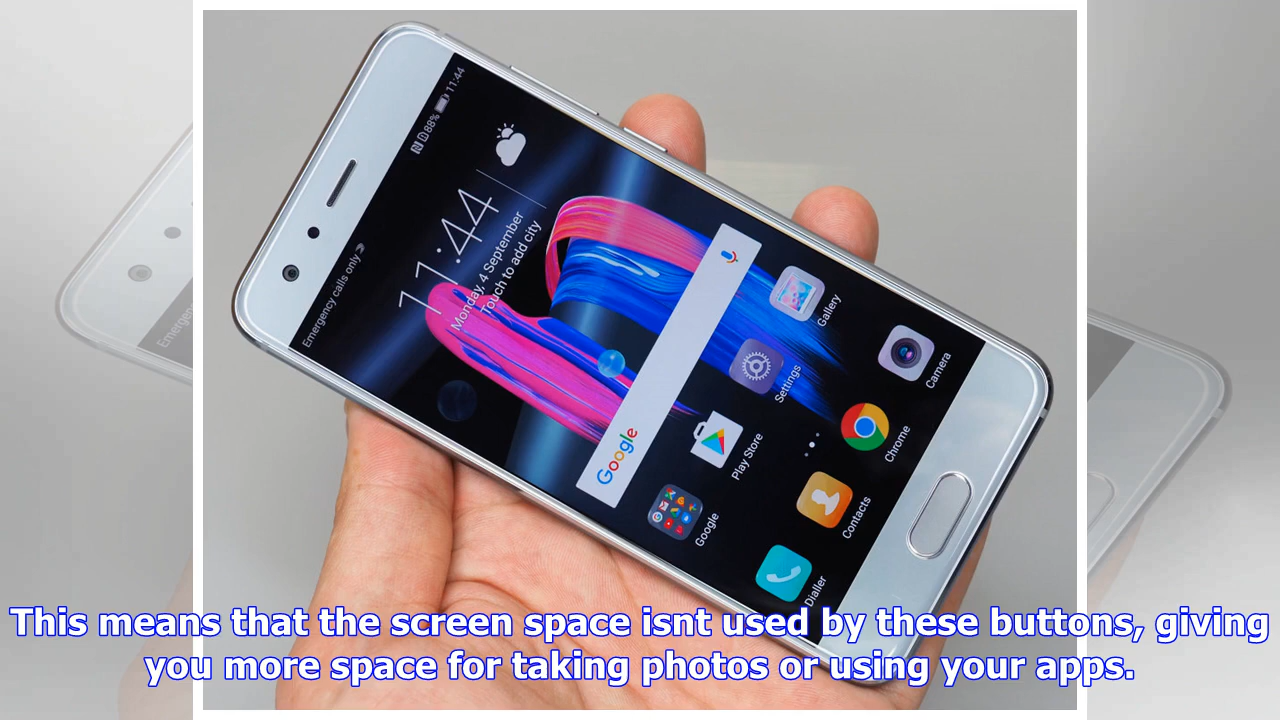 N 88% 11:44
Emergency calls only
11:44
Monday, 4 September
Touch to add city
Google
Gallery
Settings
Play Store
Google
Camera
Chrome
Contacts
Dialler
Emergen
This means that the screen space isnt used by these buttons, giving
you more space for taking photos or using your apps.